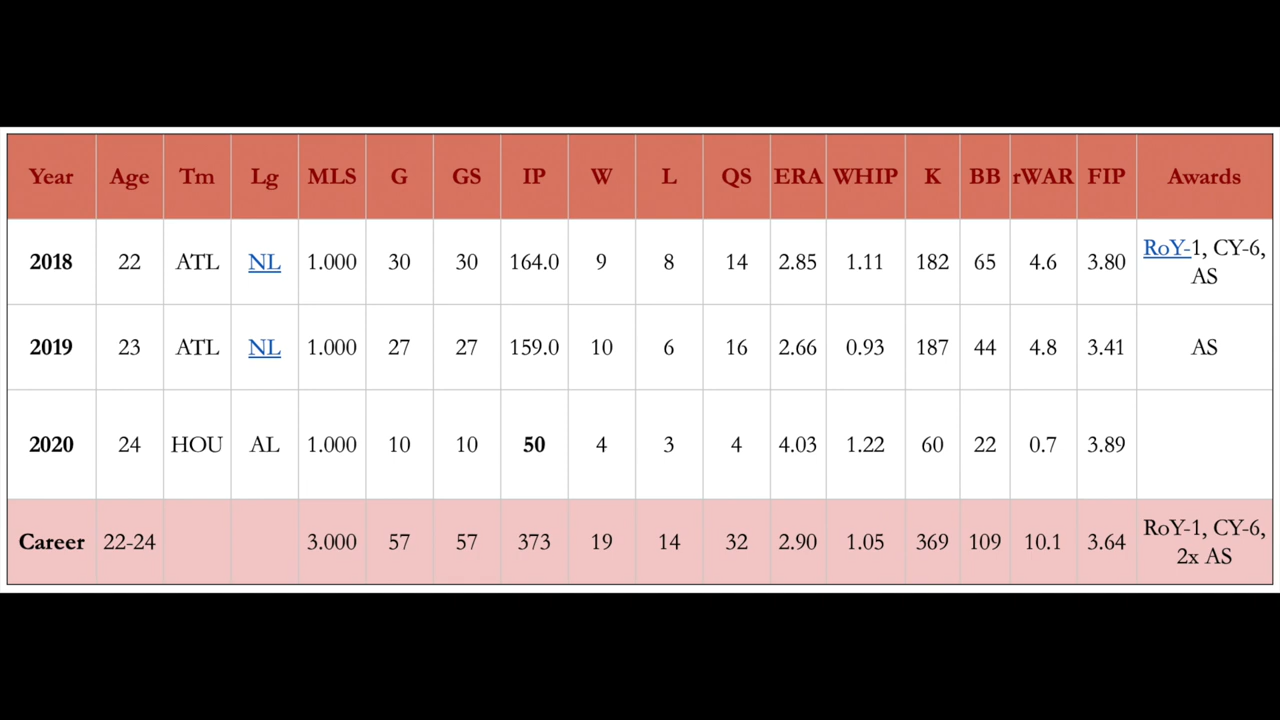 Year Age Tm Lg MLS G GS IP W L QS ERA WHIP K BB rWAR FIP Awards
2018 22 ATL NL 1.000 30 30 164.0 9 8 14 2.85 1.11 182 65 4.6 3.80 RoY-1, CY-6,
AS
2019 23 ATL NL 1.000 27 27 159.0 10 6 16 2.66 0.93 187 44 4.8 3.41 AS
2020 24 HOU AL 1.000 10 10 50 4 3 4 4.03 1.22 60 22 0.7 3.89
Career 22-24 3.000 57 57 373 19 14 32 2.90 1.05 369 109 10.1 3.64 RoY-1, CY-6,
2x AS